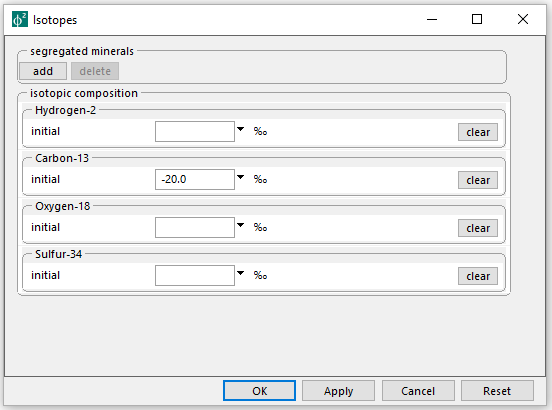 ϕ² Isotopes
segregated minerals
add delete
isotopic composition
Hydrogen-2
initial ‰ clear
Carbon-13
initial -20.0 ‰ clear
Oxygen-18
initial ‰ clear
Sulfur-34
initial ‰ clear
OK Apply Cancel Reset